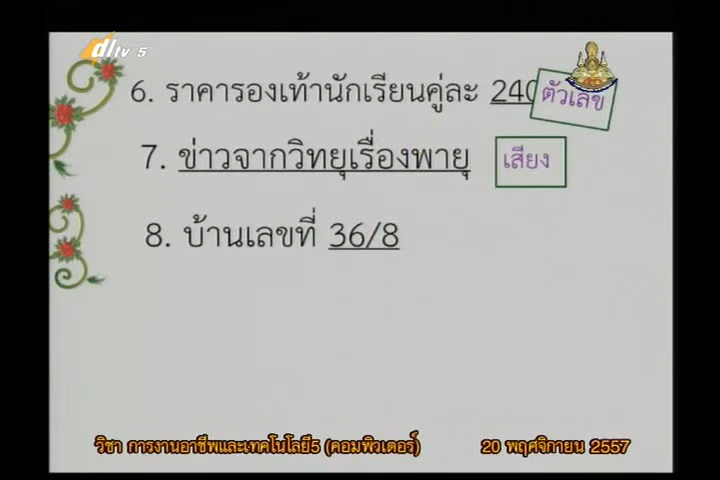 dltv 5
6. ราคารองเท้านักเรียนคู่ละ 240
ตัวเลข
7. ข่าวจากวิทยุเรื่องพายุ
เสียง
8. บ้านเลขที่ 36/8
วิชา การงานอาชีพและเทคโนโลยี5 (คอมพิวเตอร์)
20 พฤศจิกายน 2557